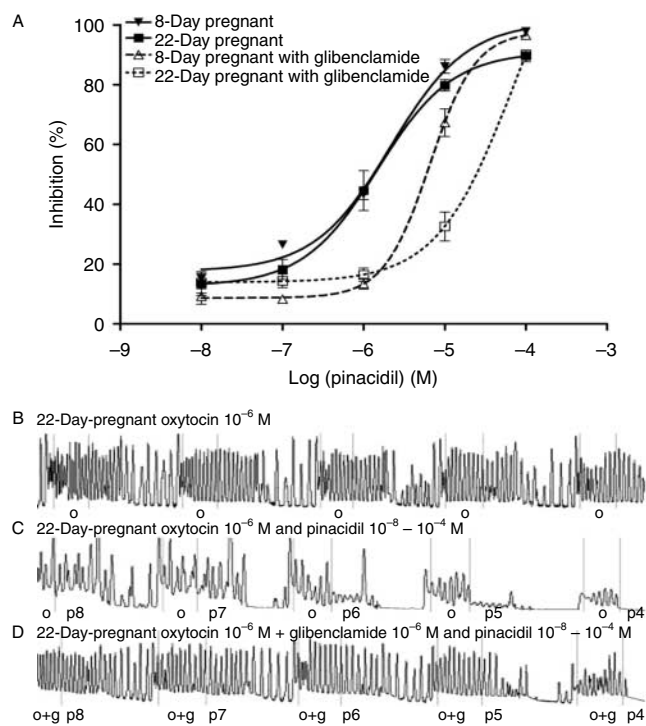 A
8-Day pregnant
22-Day pregnant
8-Day pregnant with glibenclamide
22-Day pregnant with glibenclamide
100
80
60
40
20
0
Inhibition (%)
–9 –8 –7 –6 –5 –4 –3
Log (pinacidil) (M)
B 22-Day-pregnant oxytocin 10⁻⁶ M
o o o o o
C 22-Day-pregnant oxytocin 10⁻⁶ M and pinacidil 10⁻⁸ – 10⁻⁴ M
o p8 o p7 o p6 o p5 o p4
D 22-Day-pregnant oxytocin 10⁻⁶ M + glibenclamide 10⁻⁶ M and pinacidil 10⁻⁸ – 10⁻⁴ M
o+g p8 o+g p7 o+g p6 o+g p5 o+g p4